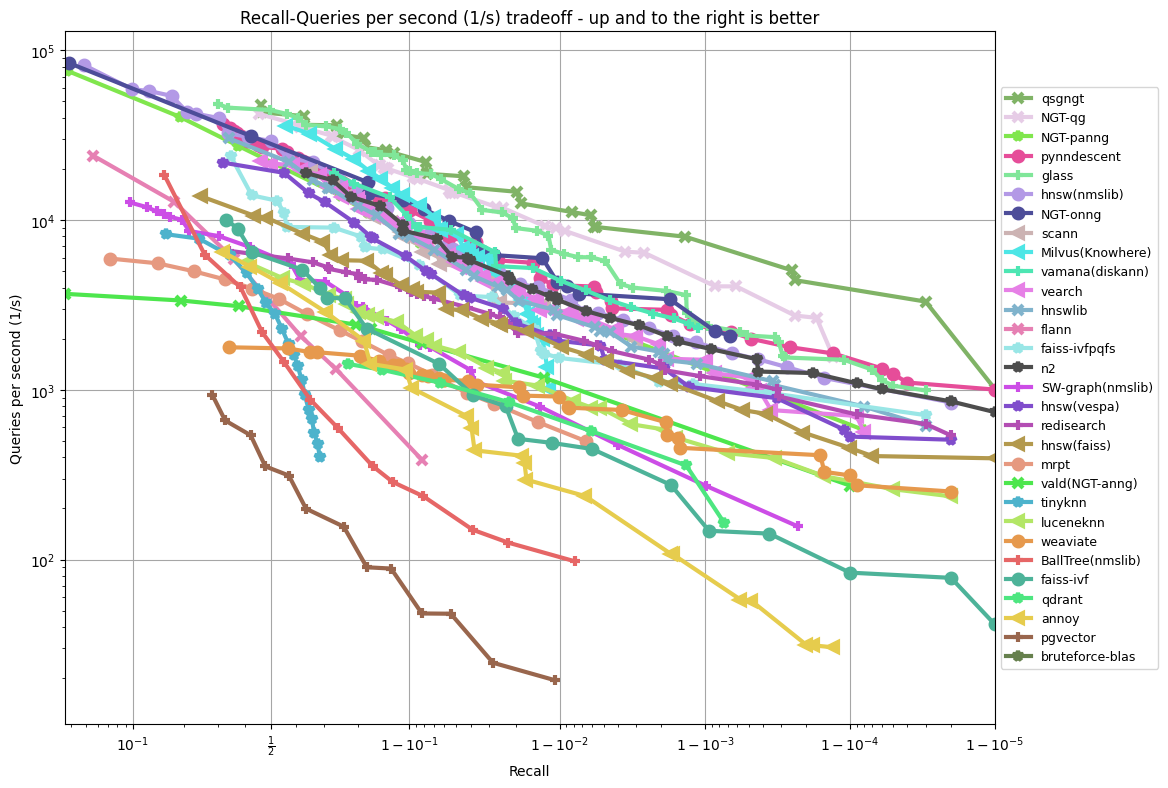 Recall-Queries per second (1/s) tradeoff - up and to the right is better
Queries per second (1/s)
10^5
10^4
10^3
10^2
10^-1
1/2
1 − 10^-1
1 − 10^-2
1 − 10^-3
1 − 10^-4
1 − 10^-5
Recall
qsgngt
NGT-qg
NGT-panng
pynndescent
glass
hnsw(nmslib)
NGT-onng
scann
Milvus(Knowhere)
vamana(diskann)
vearch
hnswlib
flann
faiss-ivfpqfs
n2
SW-graph(nmslib)
hnsw(vespa)
redisearch
hnsw(faiss)
mrpt
vald(NGT-anng)
tinyknn
luceneknn
weaviate
BallTree(nmslib)
faiss-ivf
qdrant
annoy
pgvector
bruteforce-blas